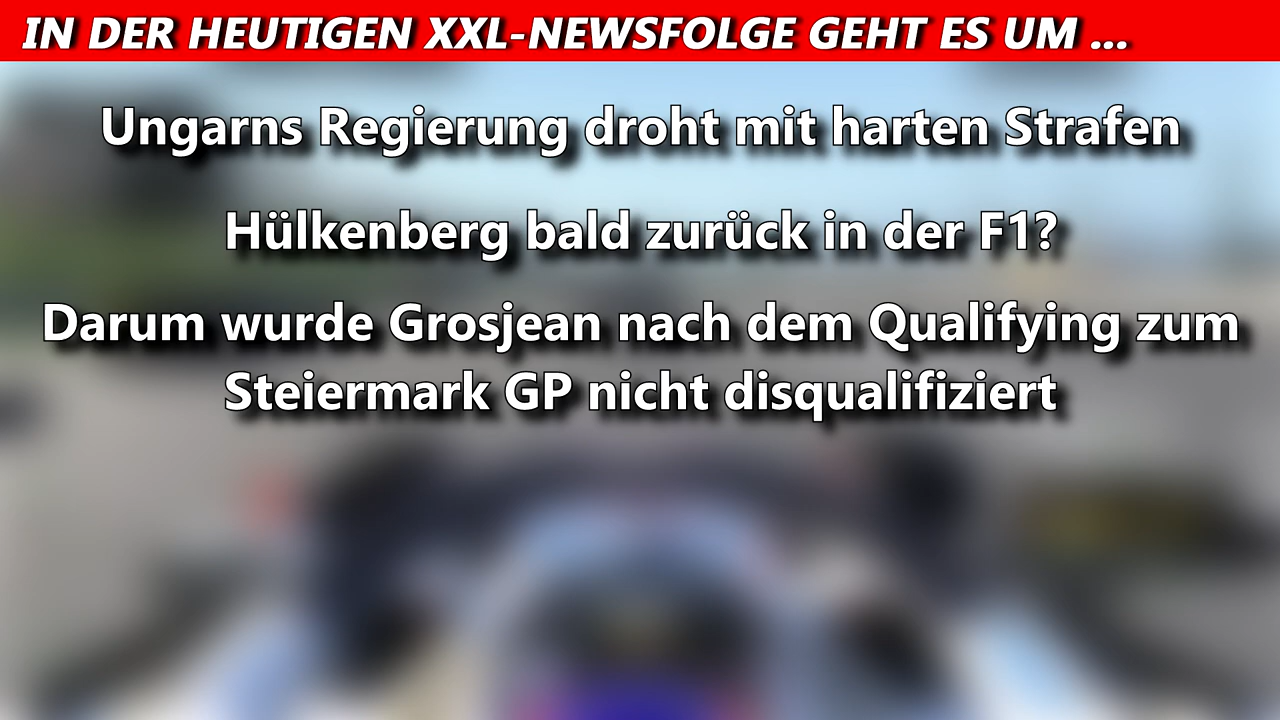 IN DER HEUTIGEN XXL-NEWSFOLGE GEHT ES UM ...
Ungarns Regierung droht mit harten Strafen
Hülkenberg bald zurück in der F1?
Darum wurde Grosjean nach dem Qualifying zum
Steiermark GP nicht disqualifiziert